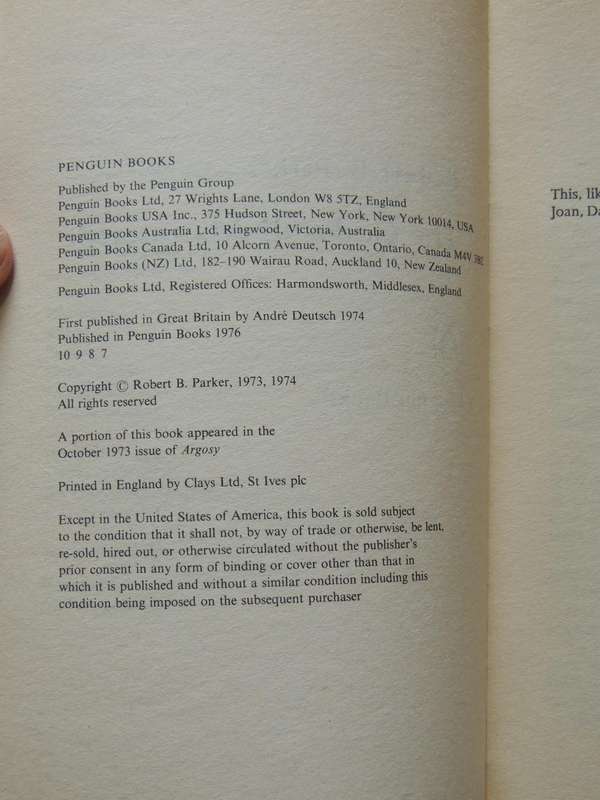 PENGUIN BOOKS
Published by the Penguin Group
Penguin Books Ltd, 27 Wrights Lane, London W8 5TZ, England
Penguin Books USA Inc., 375 Hudson Street, New York, New York 10014, USA
Penguin Books Australia Ltd, Ringwood, Victoria, Australia
Penguin Books Canada Ltd, 10 Alcorn Avenue, Toronto, Ontario, Canada M4V
Penguin Books (NZ) Ltd, 182–190 Wairau Road, Auckland 10, New Zealand
Penguin Books Ltd, Registered Offices: Harmondsworth, Middlesex, England
First published in Great Britain by André Deutsch 1974
Published in Penguin Books 1976
10 9 8 7
Copyright © Robert B. Parker, 1973, 1974
All rights reserved
A portion of this book appeared in the
October 1973 issue of Argosy
Printed in England by Clays Ltd, St Ives plc
Except in the United States of America, this book is sold subject
to the condition that it shall not, by way of trade or otherwise, be lent,
re-sold, hired out, or otherwise circulated without the publisher's
prior consent in any form of binding or cover other than that in
which it is published and without a similar condition including this
condition being imposed on the subsequent purchaser
This, lik
Joan, Da